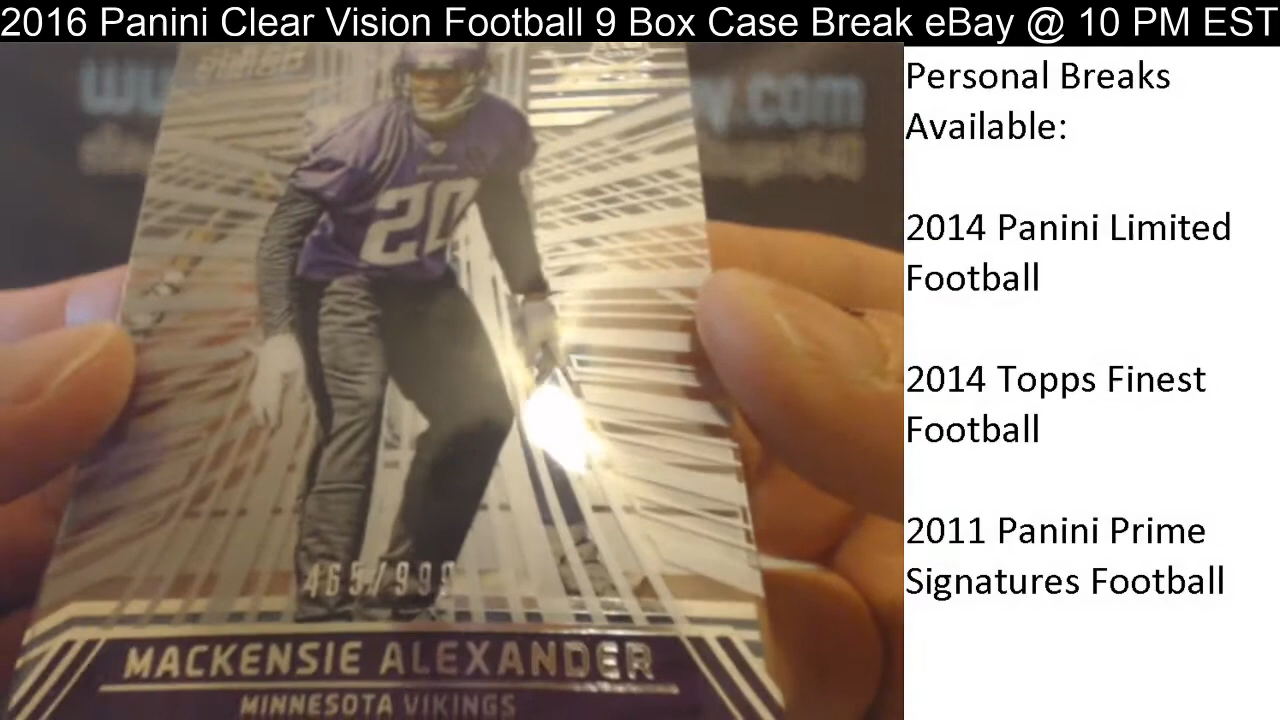 2016 Panini Clear Vision Football 9 Box Case Break eBay @ 10 PM EST
Personal Breaks
Available:
2014 Panini Limited
Football
2014 Topps Finest
Football
2011 Panini Prime
Signatures Football
20
465/999
MACKENSIE ALEXANDER
MINNESOTA VIKINGS